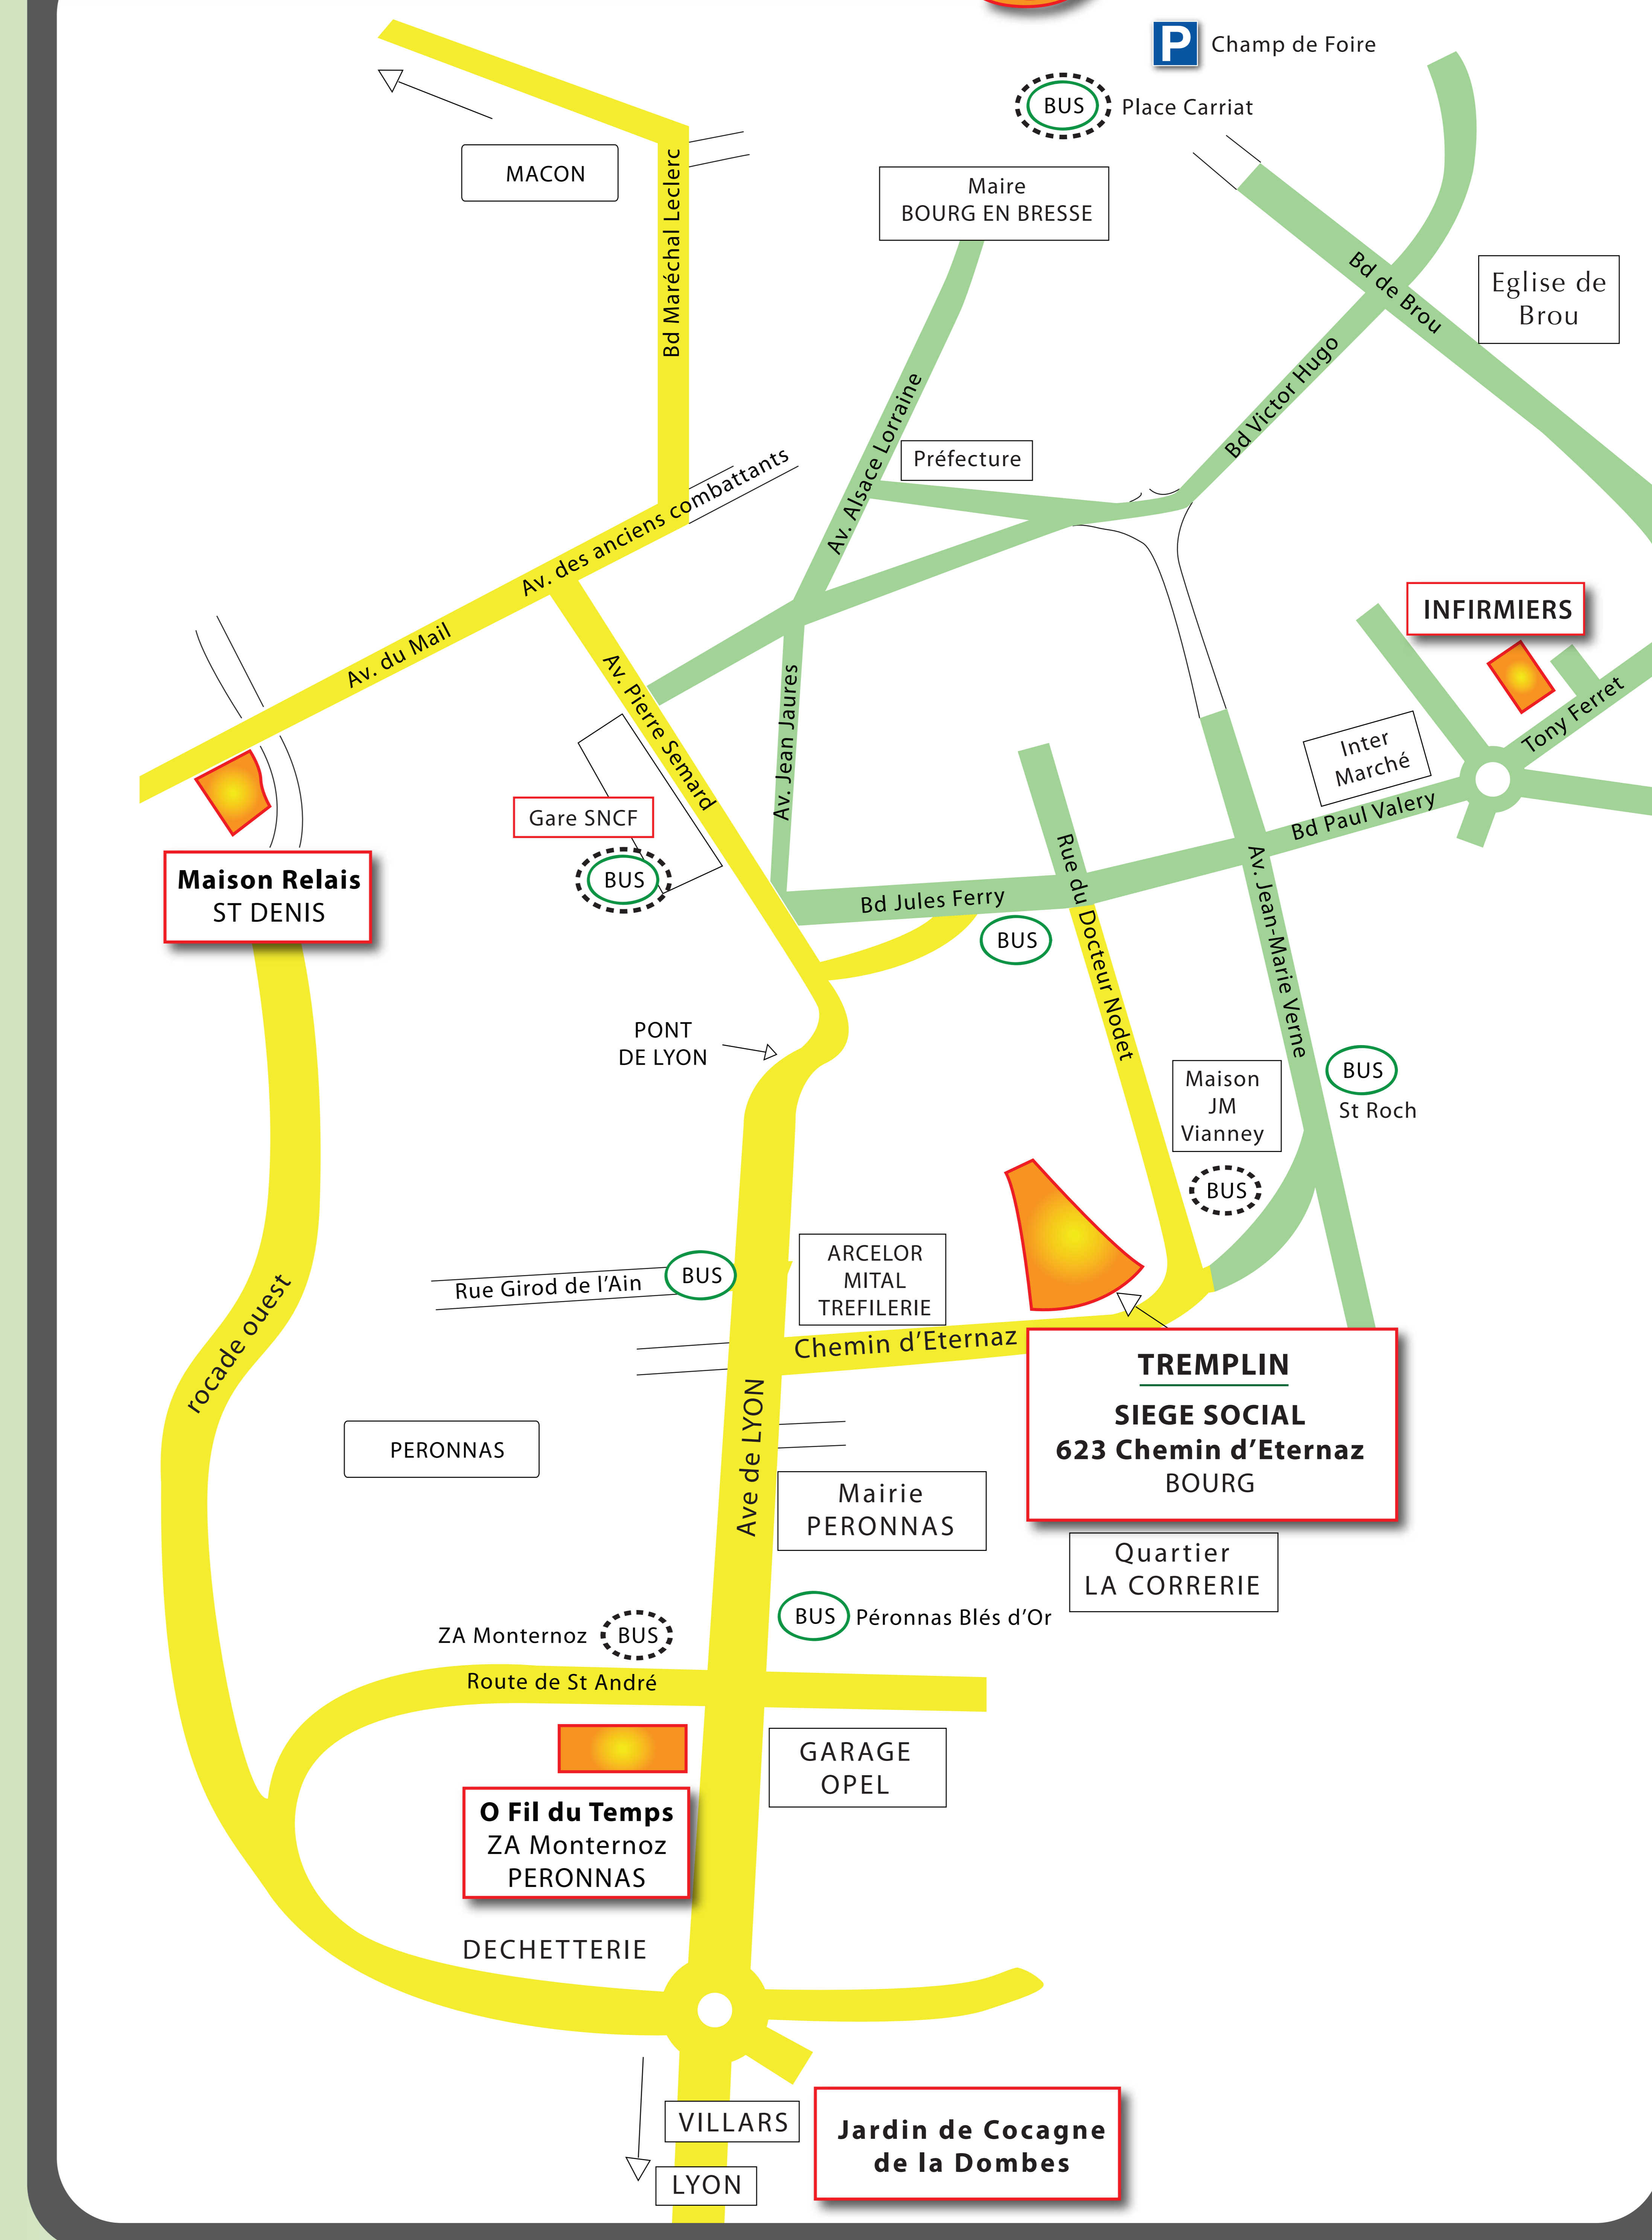 P Champ de Foire
BUS Place Carriat
MACON
Bd Maréchal Leclerc
Maire
BOURG EN BRESSE
Eglise de
Brou
Bd de Brou
Bd Victor Hugo
Av. Alsace Lorraine
Préfecture
Av. des anciens combattants
Av. du Mail
INFIRMIERS
Av. Pierre Semard
Av. Jean Jaures
Tony Ferret
Inter
Marché
Bd Paul Valery
Gare SNCF
BUS
Maison Relais
ST DENIS
Bd Jules Ferry
BUS
Rue du Docteur Nodet
Av. Jean-Marie Verne
PONT
DE LYON
BUS
St Roch
Maison
JM
Vianney
BUS
ARCELOR
MITAL
TREFILERIE
Rue Girod de l'Ain
BUS
rocade ouest
Chemin d'Eternaz
TREMPLIN
SIEGE SOCIAL
623 Chemin d'Eternaz
BOURG
PERONNAS
Ave de LYON
Mairie
PERONNAS
Quartier
LA CORRERIE
BUS Péronnas Blés d'Or
ZA Monternoz BUS
Route de St André
GARAGE
OPEL
O Fil du Temps
ZA Monternoz
PERONNAS
DECHETTERIE
VILLARS
LYON
Jardin de Cocagne
de la Dombes